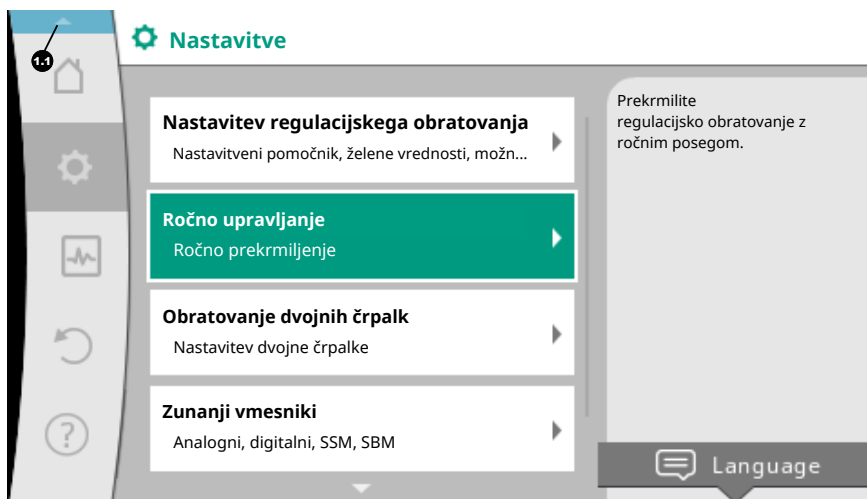 1.1
Nastavitve
Nastavitev regulacijskega obratovanja
Nastavitveni pomočnik, želene vrednosti, možn...
Ročno upravljanje
Ročno prekrmiljenje
Obratovanje dvojnih črpalk
Nastavitev dvojne črpalke
Zunanji vmesniki
Analogni, digitalni, SSM, SBM
Prekrmilite
regulacijsko obratovanje z
ročnim posegom.
Language